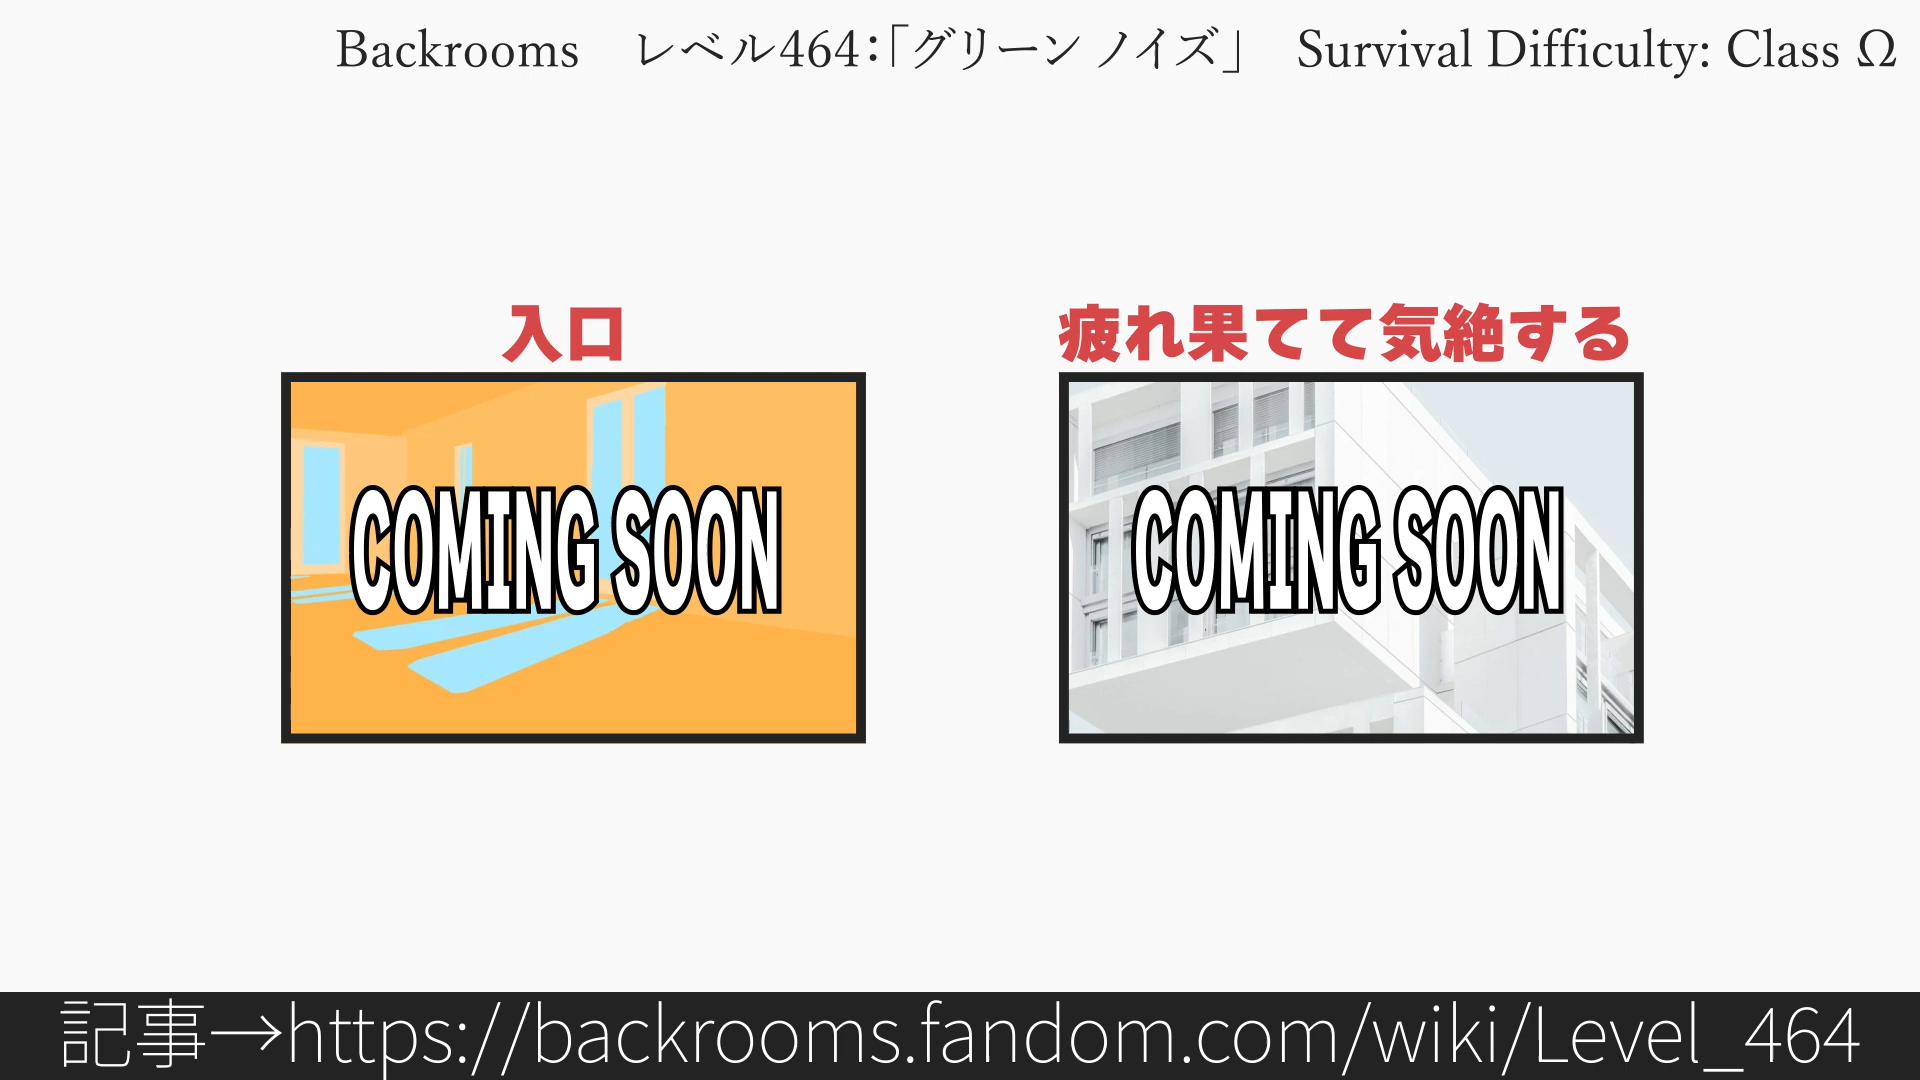 Backrooms　レベル464：「グリーン ノイズ」　Survival Difficulty: Class Ω
入口
疲れ果てて気絶する
COMING SOON
COMING SOON
記事→https://backrooms.fandom.com/wiki/Level_464